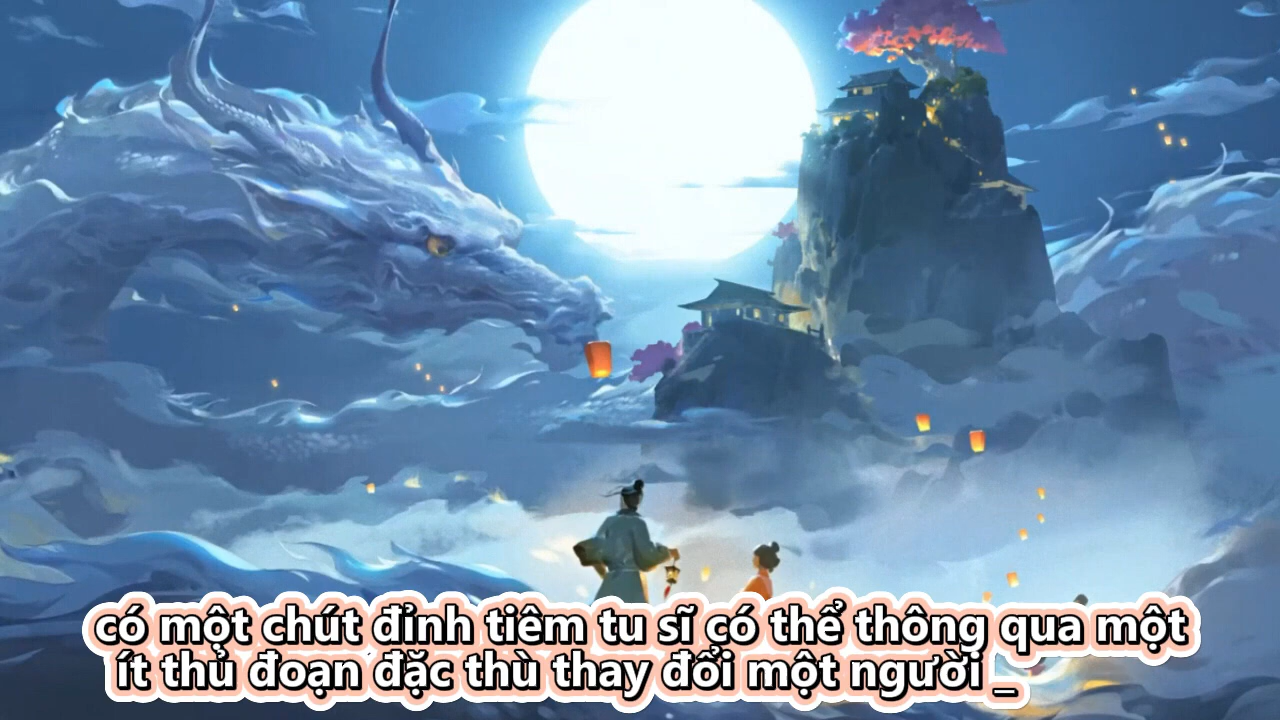 có một chút đỉnh tiêm tu sĩ có thể thông qua một
ít thủ đoạn đặc thù thay đổi một người _